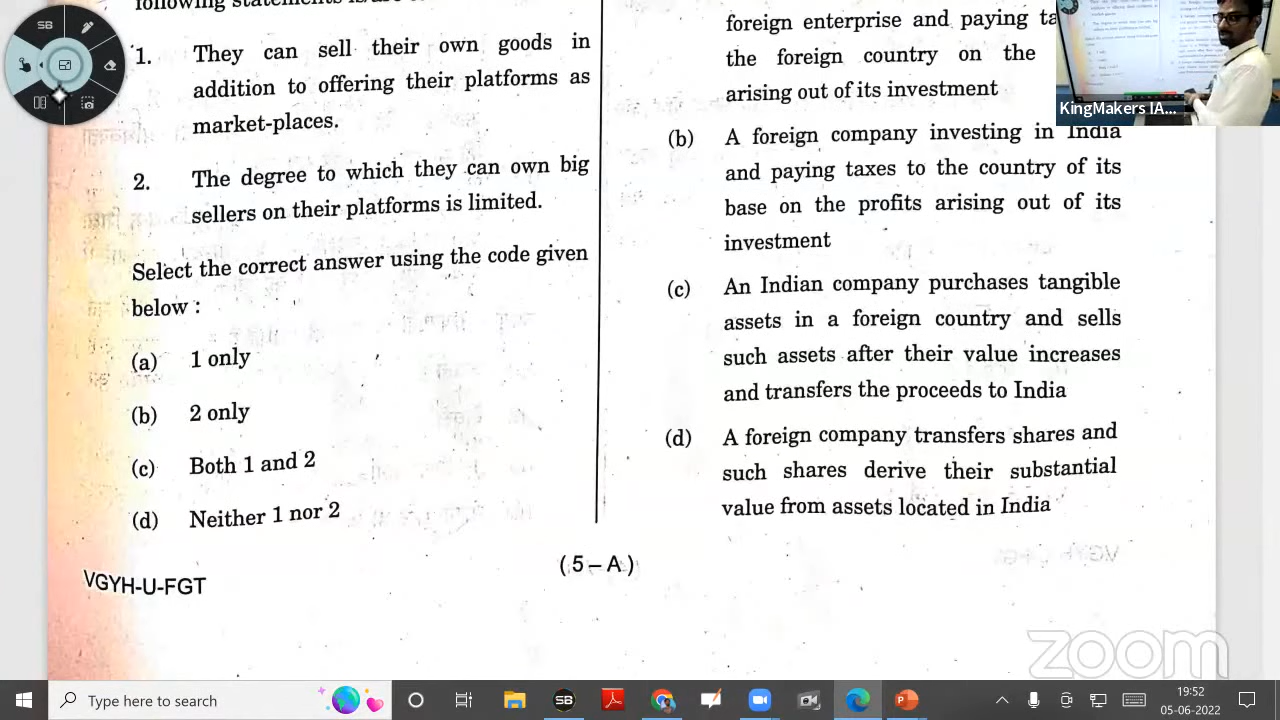 following statements is/are
1. They can sell their own goods in
addition to offering their platforms as
market-places.
2. The degree to which they can own big
sellers on their platforms is limited.
Select the correct answer using the code given
below :
(a) 1 only
(b) 2 only
(c) Both 1 and 2
(d) Neither 1 nor 2
VGYH-U-FGT
(5–A)
foreign enterprise and paying ta
the foreign country on the
arising out of its investment
(b) A foreign company investing in India
and paying taxes to the country of its
base on the profits arising out of its
investment
(c) An Indian company purchases tangible
assets in a foreign country and sells
such assets after their value increases
and transfers the proceeds to India
(d) A foreign company transfers shares and
such shares derive their substantial
value from assets located in India
SB
KingMakers IA...
zoom
Type here to search
SB
19:52
05-06-2022